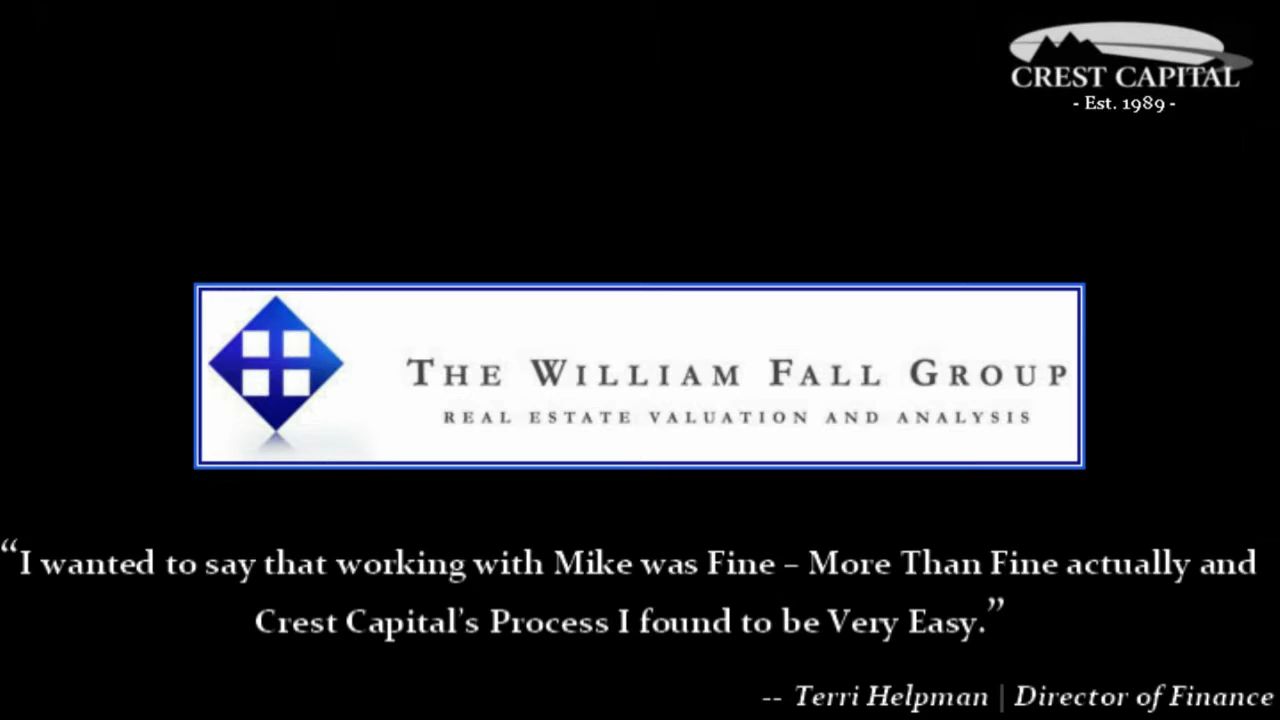 CREST CAPITAL
- Est. 1989 -
THE WILLIAM FALL GROUP
REAL ESTATE VALUATION AND ANALYSIS
“I wanted to say that working with Mike was Fine – More Than Fine actually and
Crest Capital’s Process I found to be Very Easy.”
-- Terri Helpman | Director of Finance